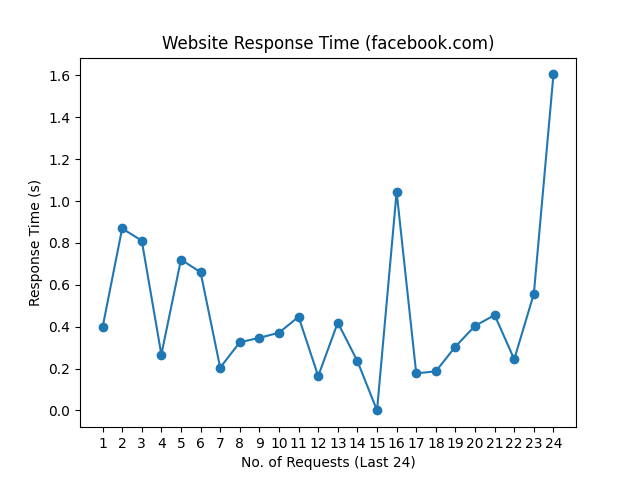 Website Response Time (facebook.com)
Response Time (s)
1.6
1.4
1.2
1.0
0.8
0.6
0.4
0.2
0.0
1 2 3 4 5 6 7 8 9 10 11 12 13 14 15 16 17 18 19 20 21 22 23 24
No. of Requests (Last 24)